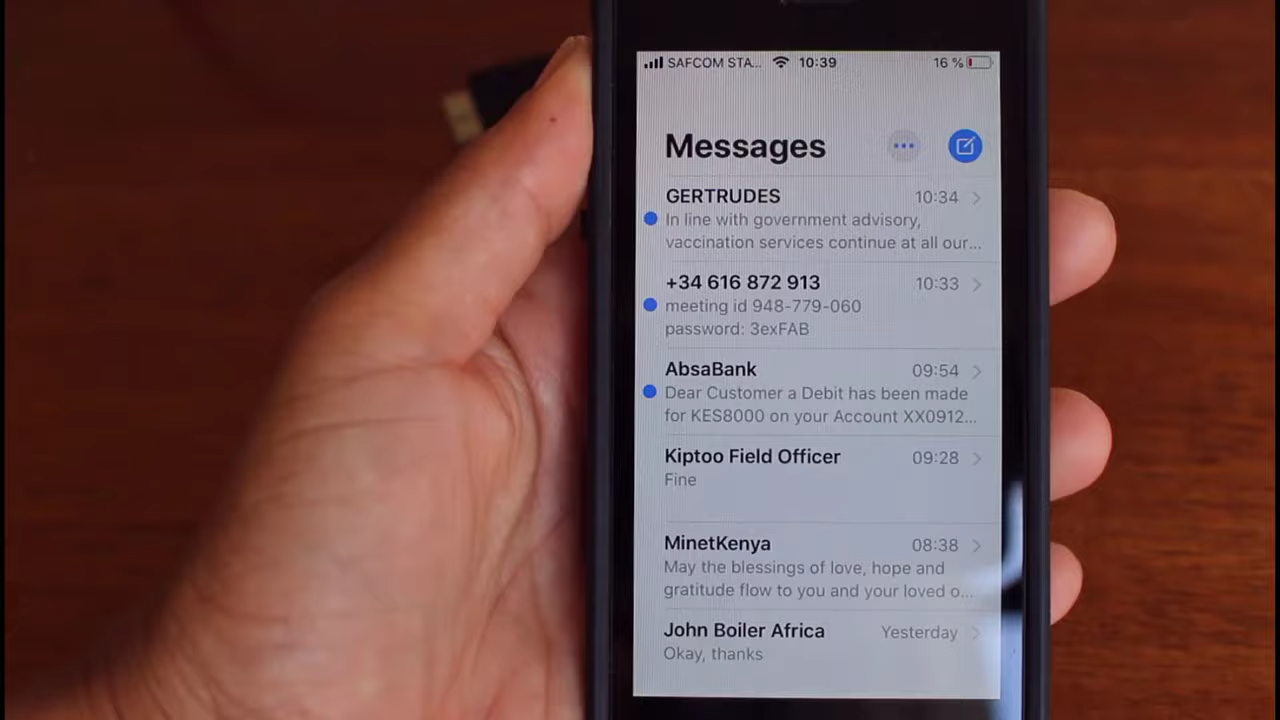 SAFCOM STA... 10:39 16 %
Messages
GERTRUDES 10:34
In line with government advisory,
vaccination services continue at all our...
+34 616 872 913 10:33
meeting id 948-779-060
password: 3exFAB
AbsaBank 09:54
Dear Customer a Debit has been made
for KES8000 on your Account XX0912...
Kiptoo Field Officer 09:28
Fine
MinetKenya 08:38
May the blessings of love, hope and
gratitude flow to you and your loved o...
John Boiler Africa Yesterday
Okay, thanks